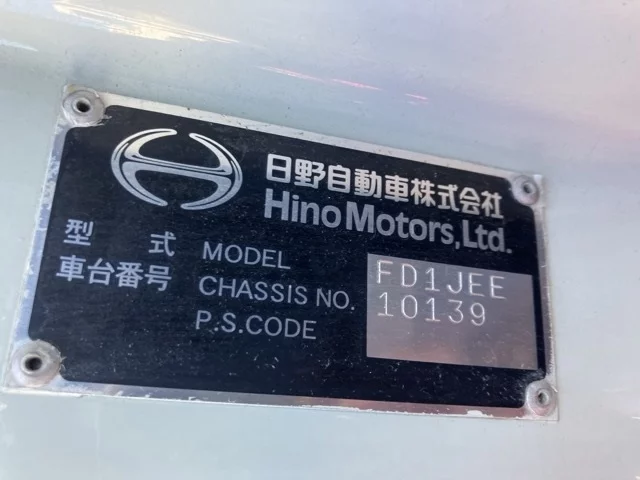 日野自動車株式会社
Hino Motors, Ltd.
型 式 MODEL FD1JEE
車台番号 CHASSIS NO. 10139
P.S.CODE